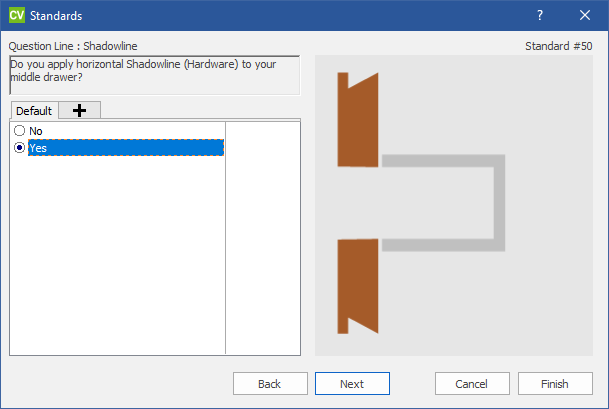 CV Standards ?
Question Line : Shadowline Standard #50
Do you apply horizontal Shadowline (Hardware) to your
middle drawer?
Default
No
Yes
Back Next Cancel Finish